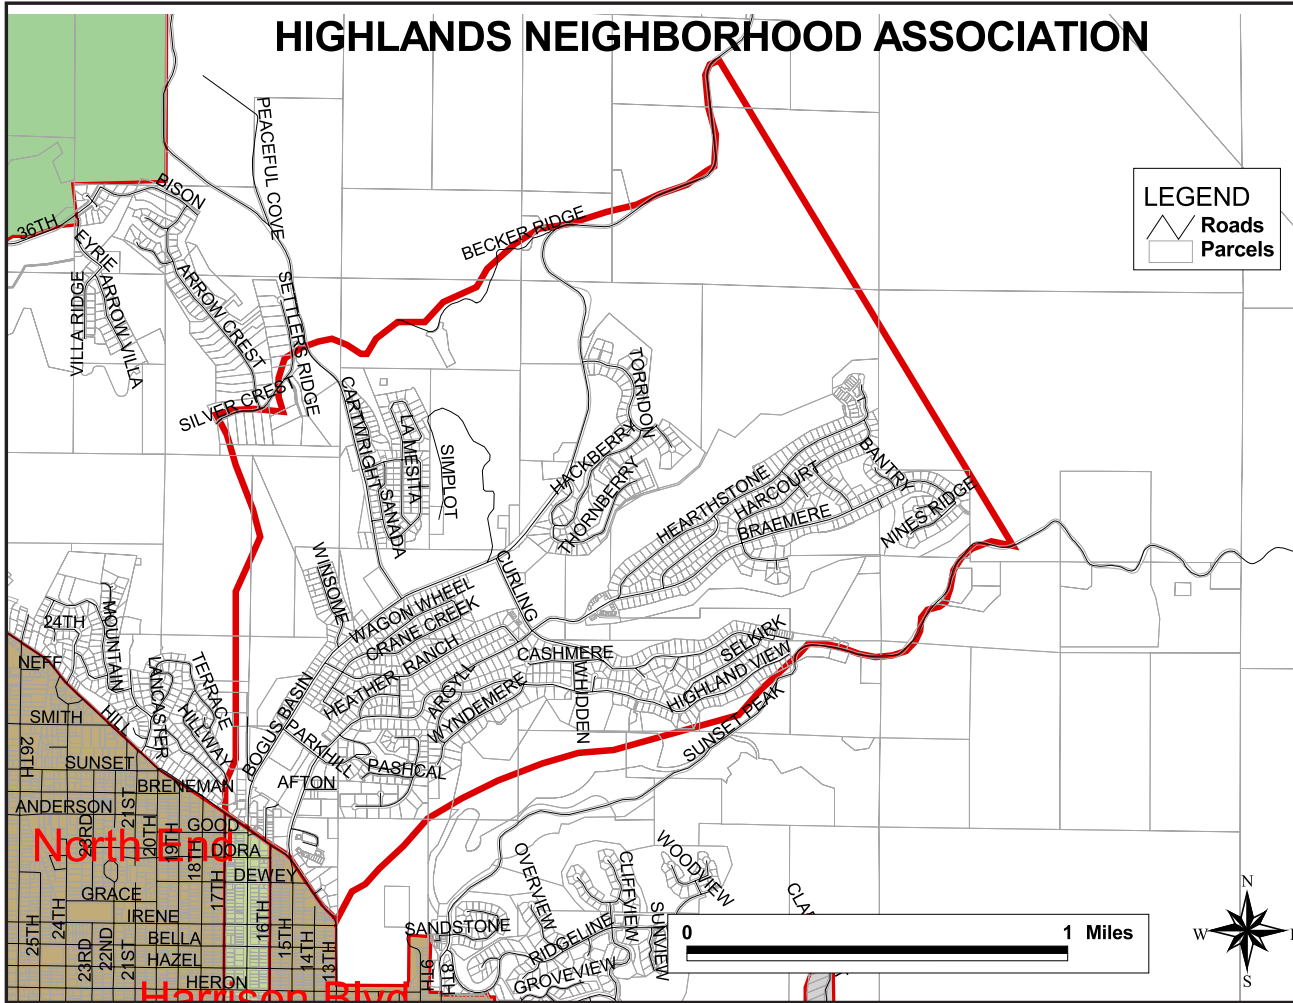 HIGHLANDS NEIGHBORHOOD ASSOCIATION
LEGEND
Roads
Parcels
PEACEFUL COVE
BISON
36TH
EYRIE
BECKER RIDGE
VILLA RIDGE
ARROW VILLA
ARROW CREST
SETTLERS RIDGE
SILVER CREST
CARTWRIGHT
LA MESITA
SIMPLOT
SANADA
TORRIDON
HACKBERRY
THORNBERRY
HEARTHSTONE
HARCOURT
BRAEMERE
BANTRY
NINES RIDGE
WINSOME
CURLING
WAGON WHEEL
CRANE CREEK
HEATHER RANCH
ARGYLL
WYNDEMERE
CASHMERE
WHIDDEN
SELKIRK
HIGHLAND VIEW
SUNSET PEAK
24TH
MOUNTAIN
NEFF
LANCASTER
TERRACE
HILLWAY
HILL
BOGUS BASIN
PARKHILL
PASHCAL
AFTON
SMITH
26TH
SUNSET
BRENEMAN
ANDERSON
21ST
GOOD
23RD
20TH
19TH
18TH
North End
DORA
DEWEY
GRACE
17TH
IRENE
16TH
25TH
24TH
BELLA
15TH
14TH
13TH
HAZEL
23RD
22ND
21ST
HERON
Harrison Blvd
SANDSTONE
9TH
8TH
OVERVIEW
CLIFFVIEW
WOODVIEW
RIDGELINE
SUNVIEW
GROVEVIEW
0 1 Miles
N
W
S